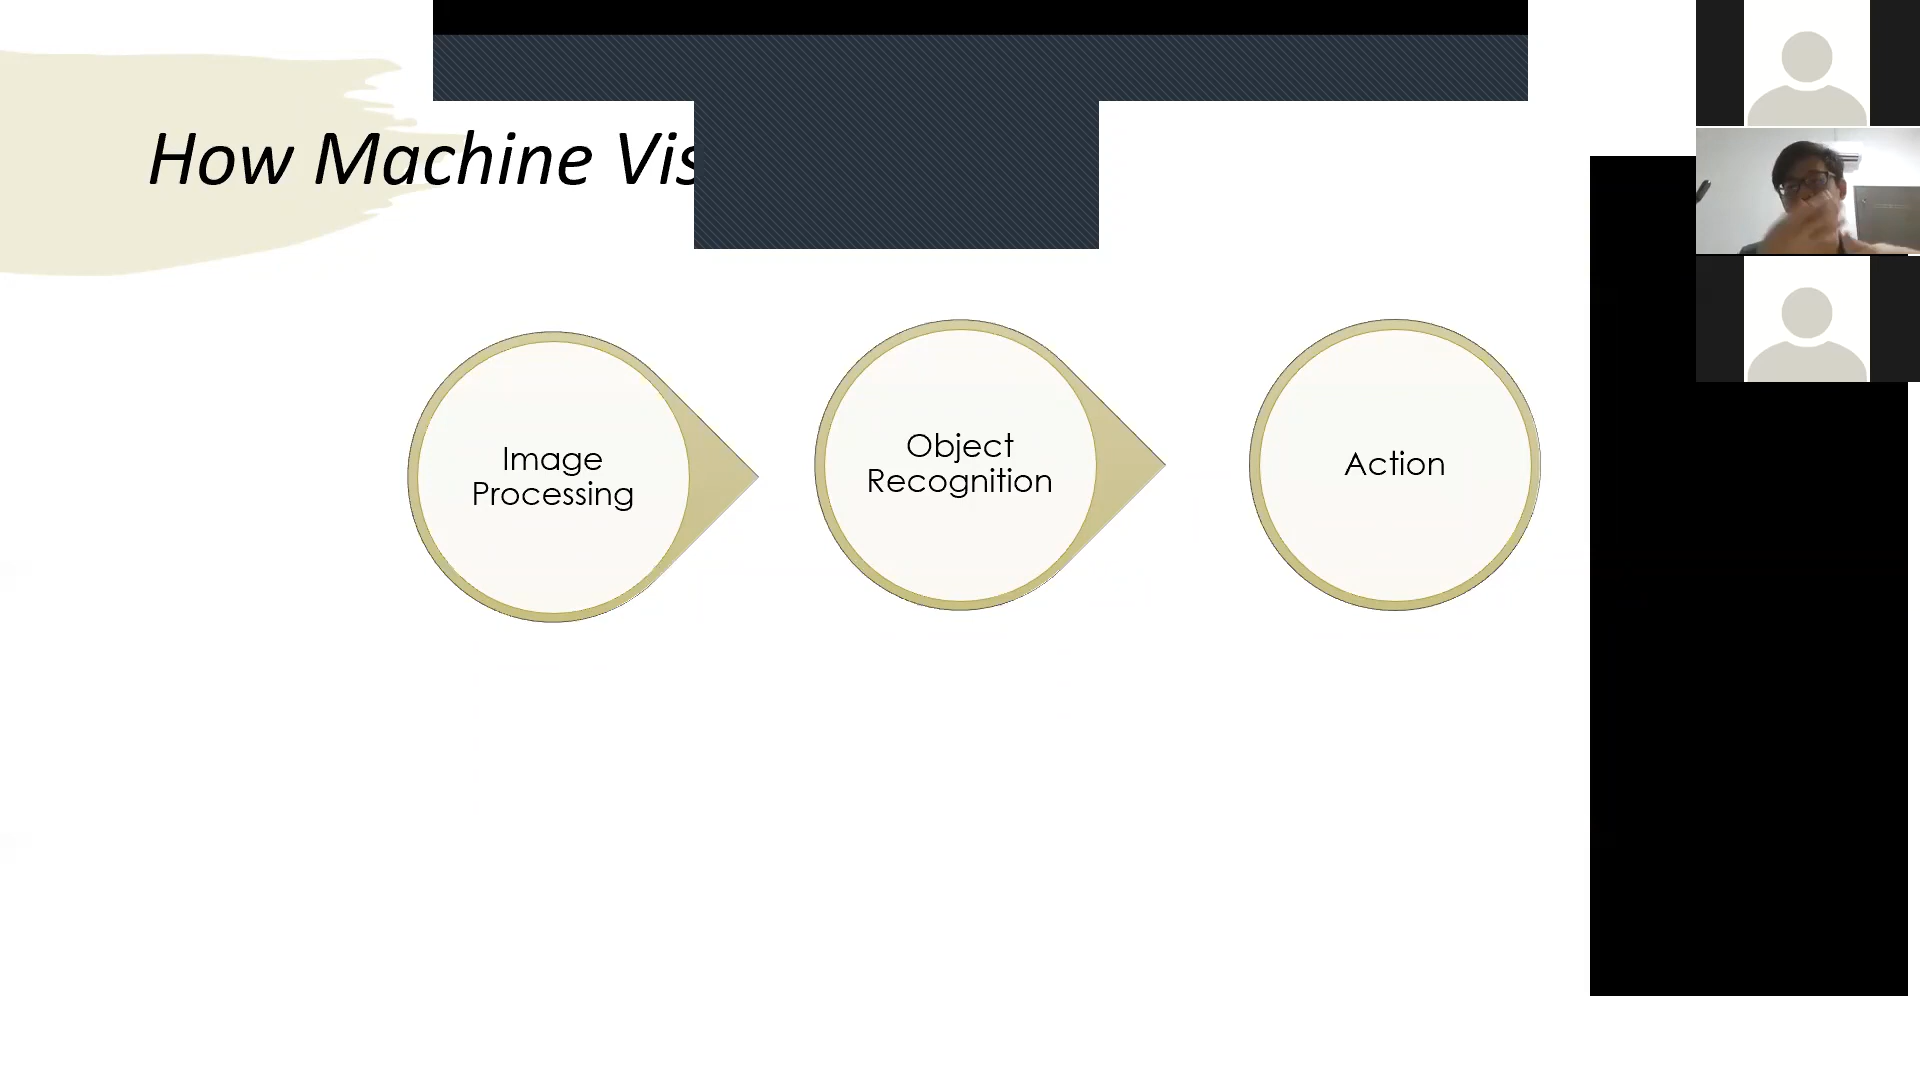 How Machine Vis
Image
Processing
Object
Recognition
Action